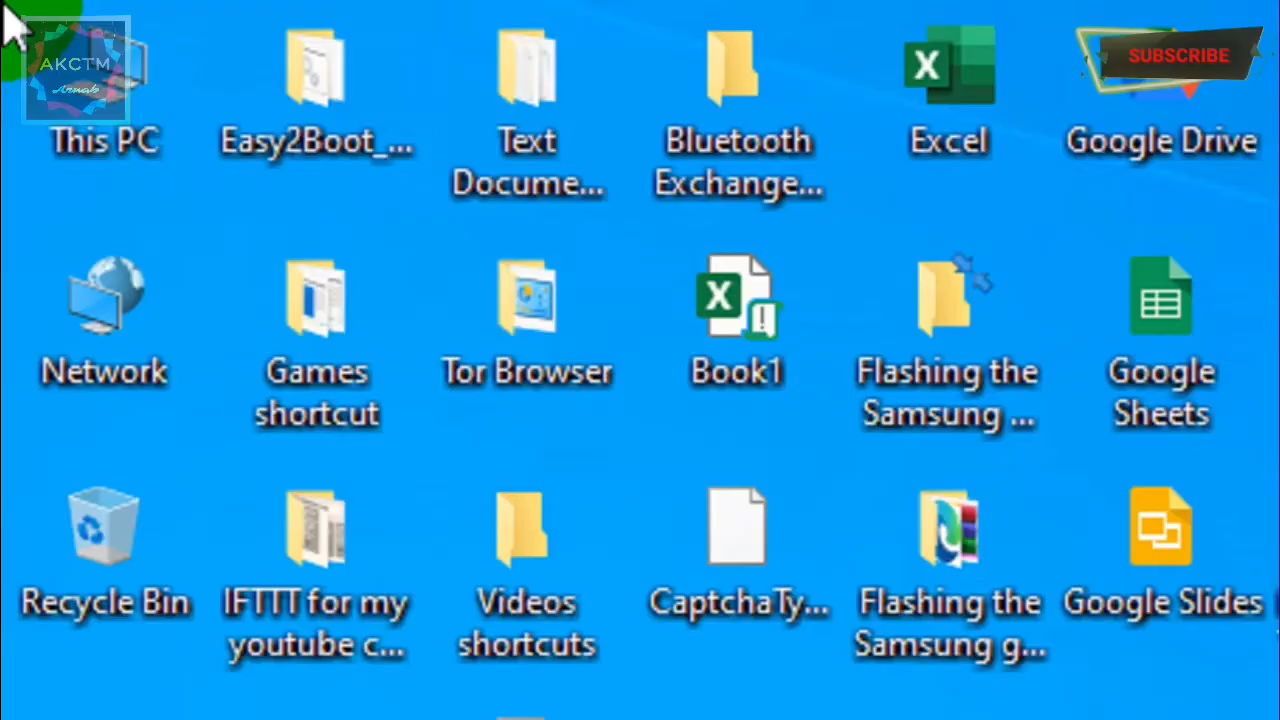 AKCTM
Arnab
SUBSCRIBE
This PC
Easy2Boot_...
Text
Docume...
Bluetooth
Exchange...
Excel
Google Drive
Network
Games
shortcut
Tor Browser
Book1
Flashing the
Samsung ...
Google
Sheets
Recycle Bin
IFTTT for my
youtube c...
Videos
shortcuts
CaptchaTy...
Flashing the
Samsung g...
Google Slides